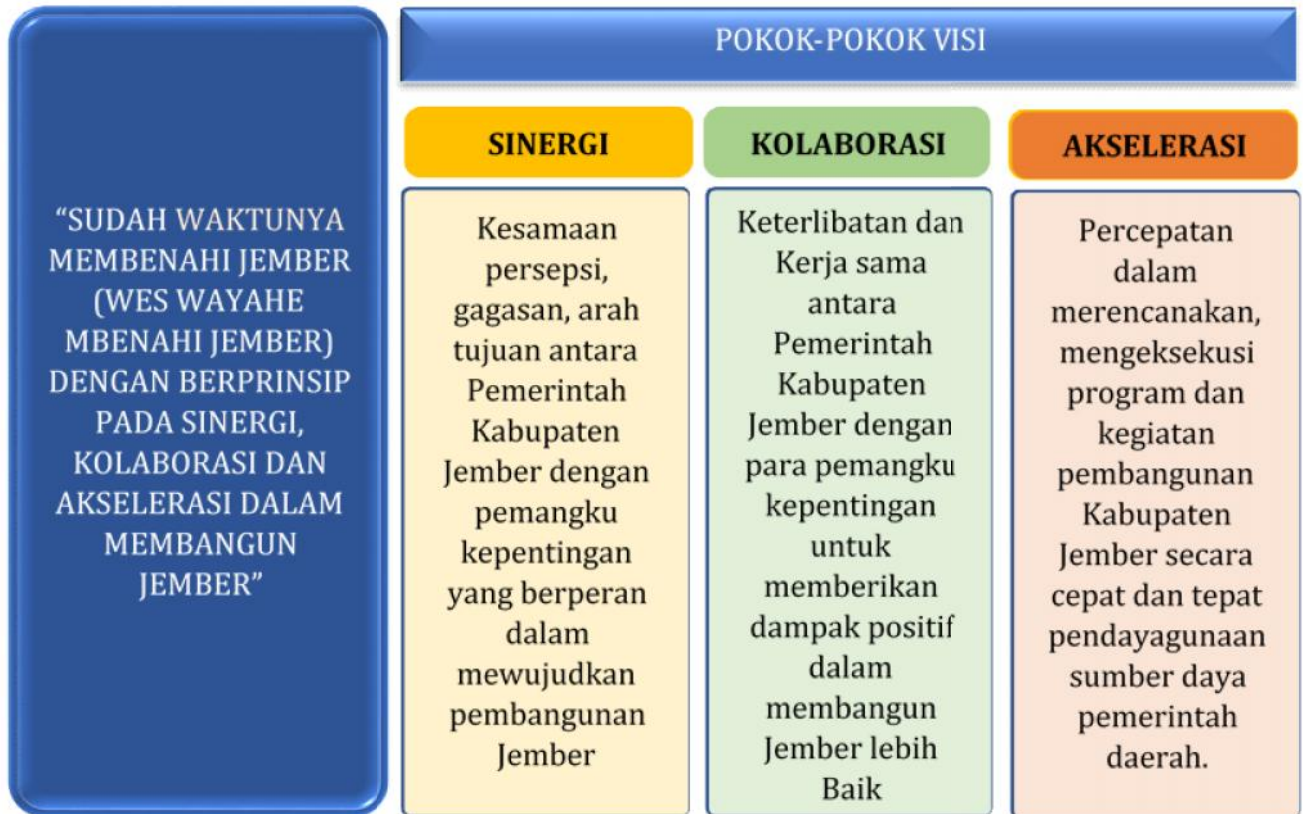 “SUDAH WAKTUNYA
MEMBENAHI JEMBER
(WES WAYAHE
MBENAHI JEMBER)
DENGAN BERPRINSIP
PADA SINERGI,
KOLABORASI DAN
AKSELERASI DALAM
MEMBANGUN
JEMBER”
POKOK-POKOK VISI
SINERGI
Kesamaan
persepsi,
gagasan, arah
tujuan antara
Pemerintah
Kabupaten
Jember dengan
pemangku
kepentingan
yang berperan
dalam
mewujudkan
pembangunan
Jember
KOLABORASI
Keterlibatan dan
Kerja sama
antara
Pemerintah
Kabupaten
Jember dengan
para pemangku
kepentingan
untuk
memberikan
dampak positif
dalam
membangun
Jember lebih
Baik
AKSELERASI
Percepatan
dalam
merencanakan,
mengeksekusi
program dan
kegiatan
pembangunan
Kabupaten
Jember secara
cepat dan tepat
pendayagunaan
sumber daya
pemerintah
daerah.